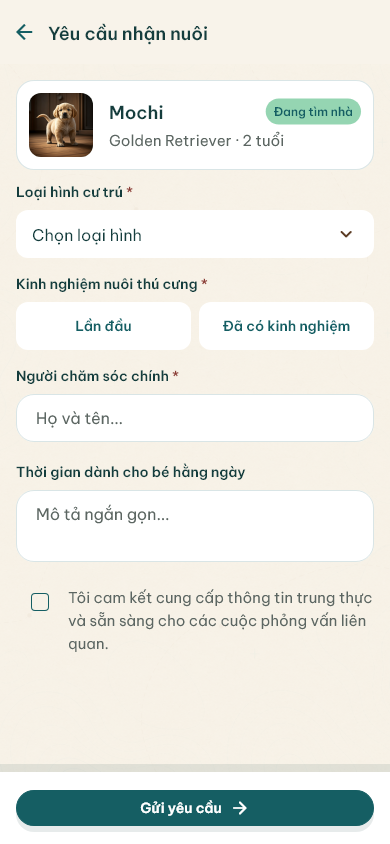 Yêu cầu nhận nuôi
Mochi
Đang tìm nhà
Golden Retriever · 2 tuổi
Loại hình cư trú *
Chọn loại hình
Kinh nghiệm nuôi thú cưng *
Lần đầu
Đã có kinh nghiệm
Người chăm sóc chính *
Họ và tên...
Thời gian dành cho bé hằng ngày
Mô tả ngắn gọn...
Tôi cam kết cung cấp thông tin trung thực
và sẵn sàng cho các cuộc phỏng vấn liên
quan.
Gửi yêu cầu →